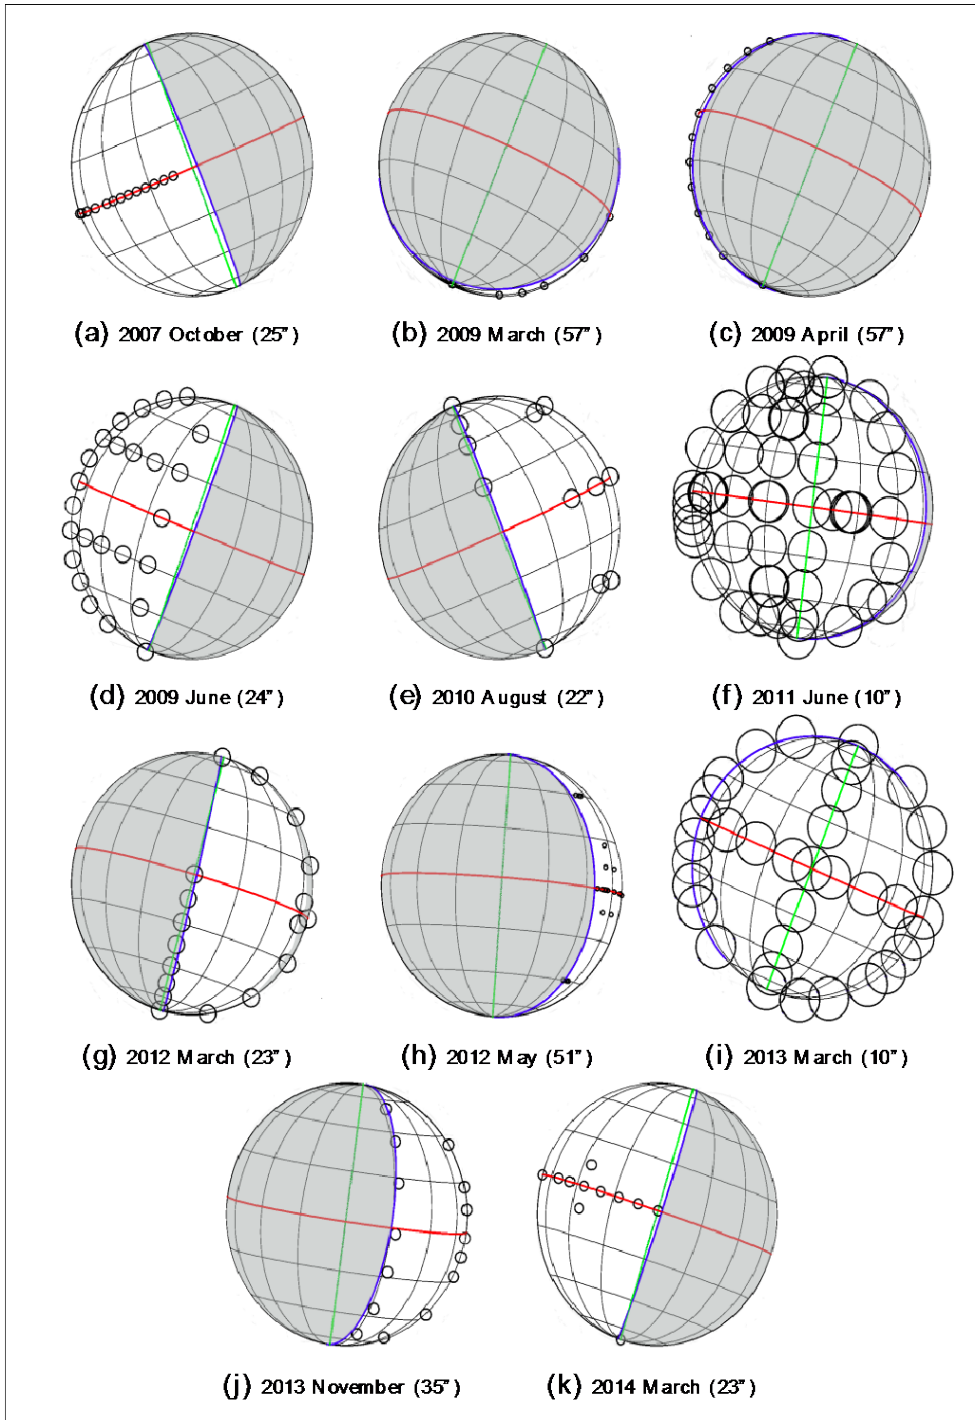 (a) 2007 October (25")
(b) 2009 March (57")
(c) 2009 April (57")
(d) 2009 June (24")
(e) 2010 August (22")
(f) 2011 June (10")
(g) 2012 March (23")
(h) 2012 May (51")
(i) 2013 March (10")
(j) 2013 November (35")
(k) 2014 March (23")